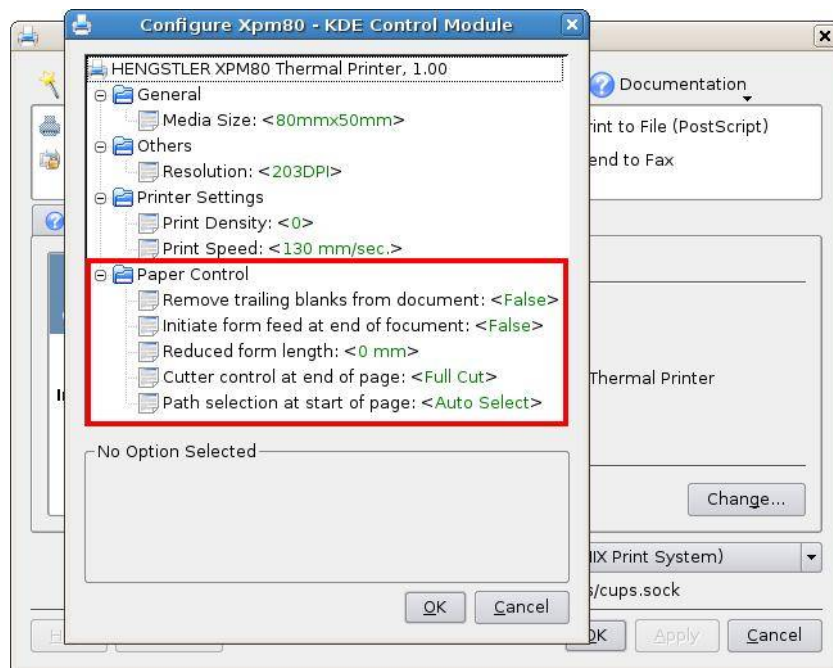 Configure Xpm80 - KDE Control Module
HENGSTLER XPM80 Thermal Printer, 1.00
General
Media Size: <80mmx50mm>
Others
Resolution: <203DPI>
Printer Settings
Print Density: <0>
Print Speed: <130 mm/sec.>
Paper Control
Remove trailing blanks from document: <False>
Initiate form feed at end of focument: <False>
Reduced form length: <0 mm>
Cutter control at end of page: <Full Cut>
Path selection at start of page: <Auto Select>
No Option Selected
OK Cancel
Documentation
rint to File (PostScript)
end to Fax
Thermal Printer
Change...
IX Print System)
s/cups.sock
OK Apply Cancel